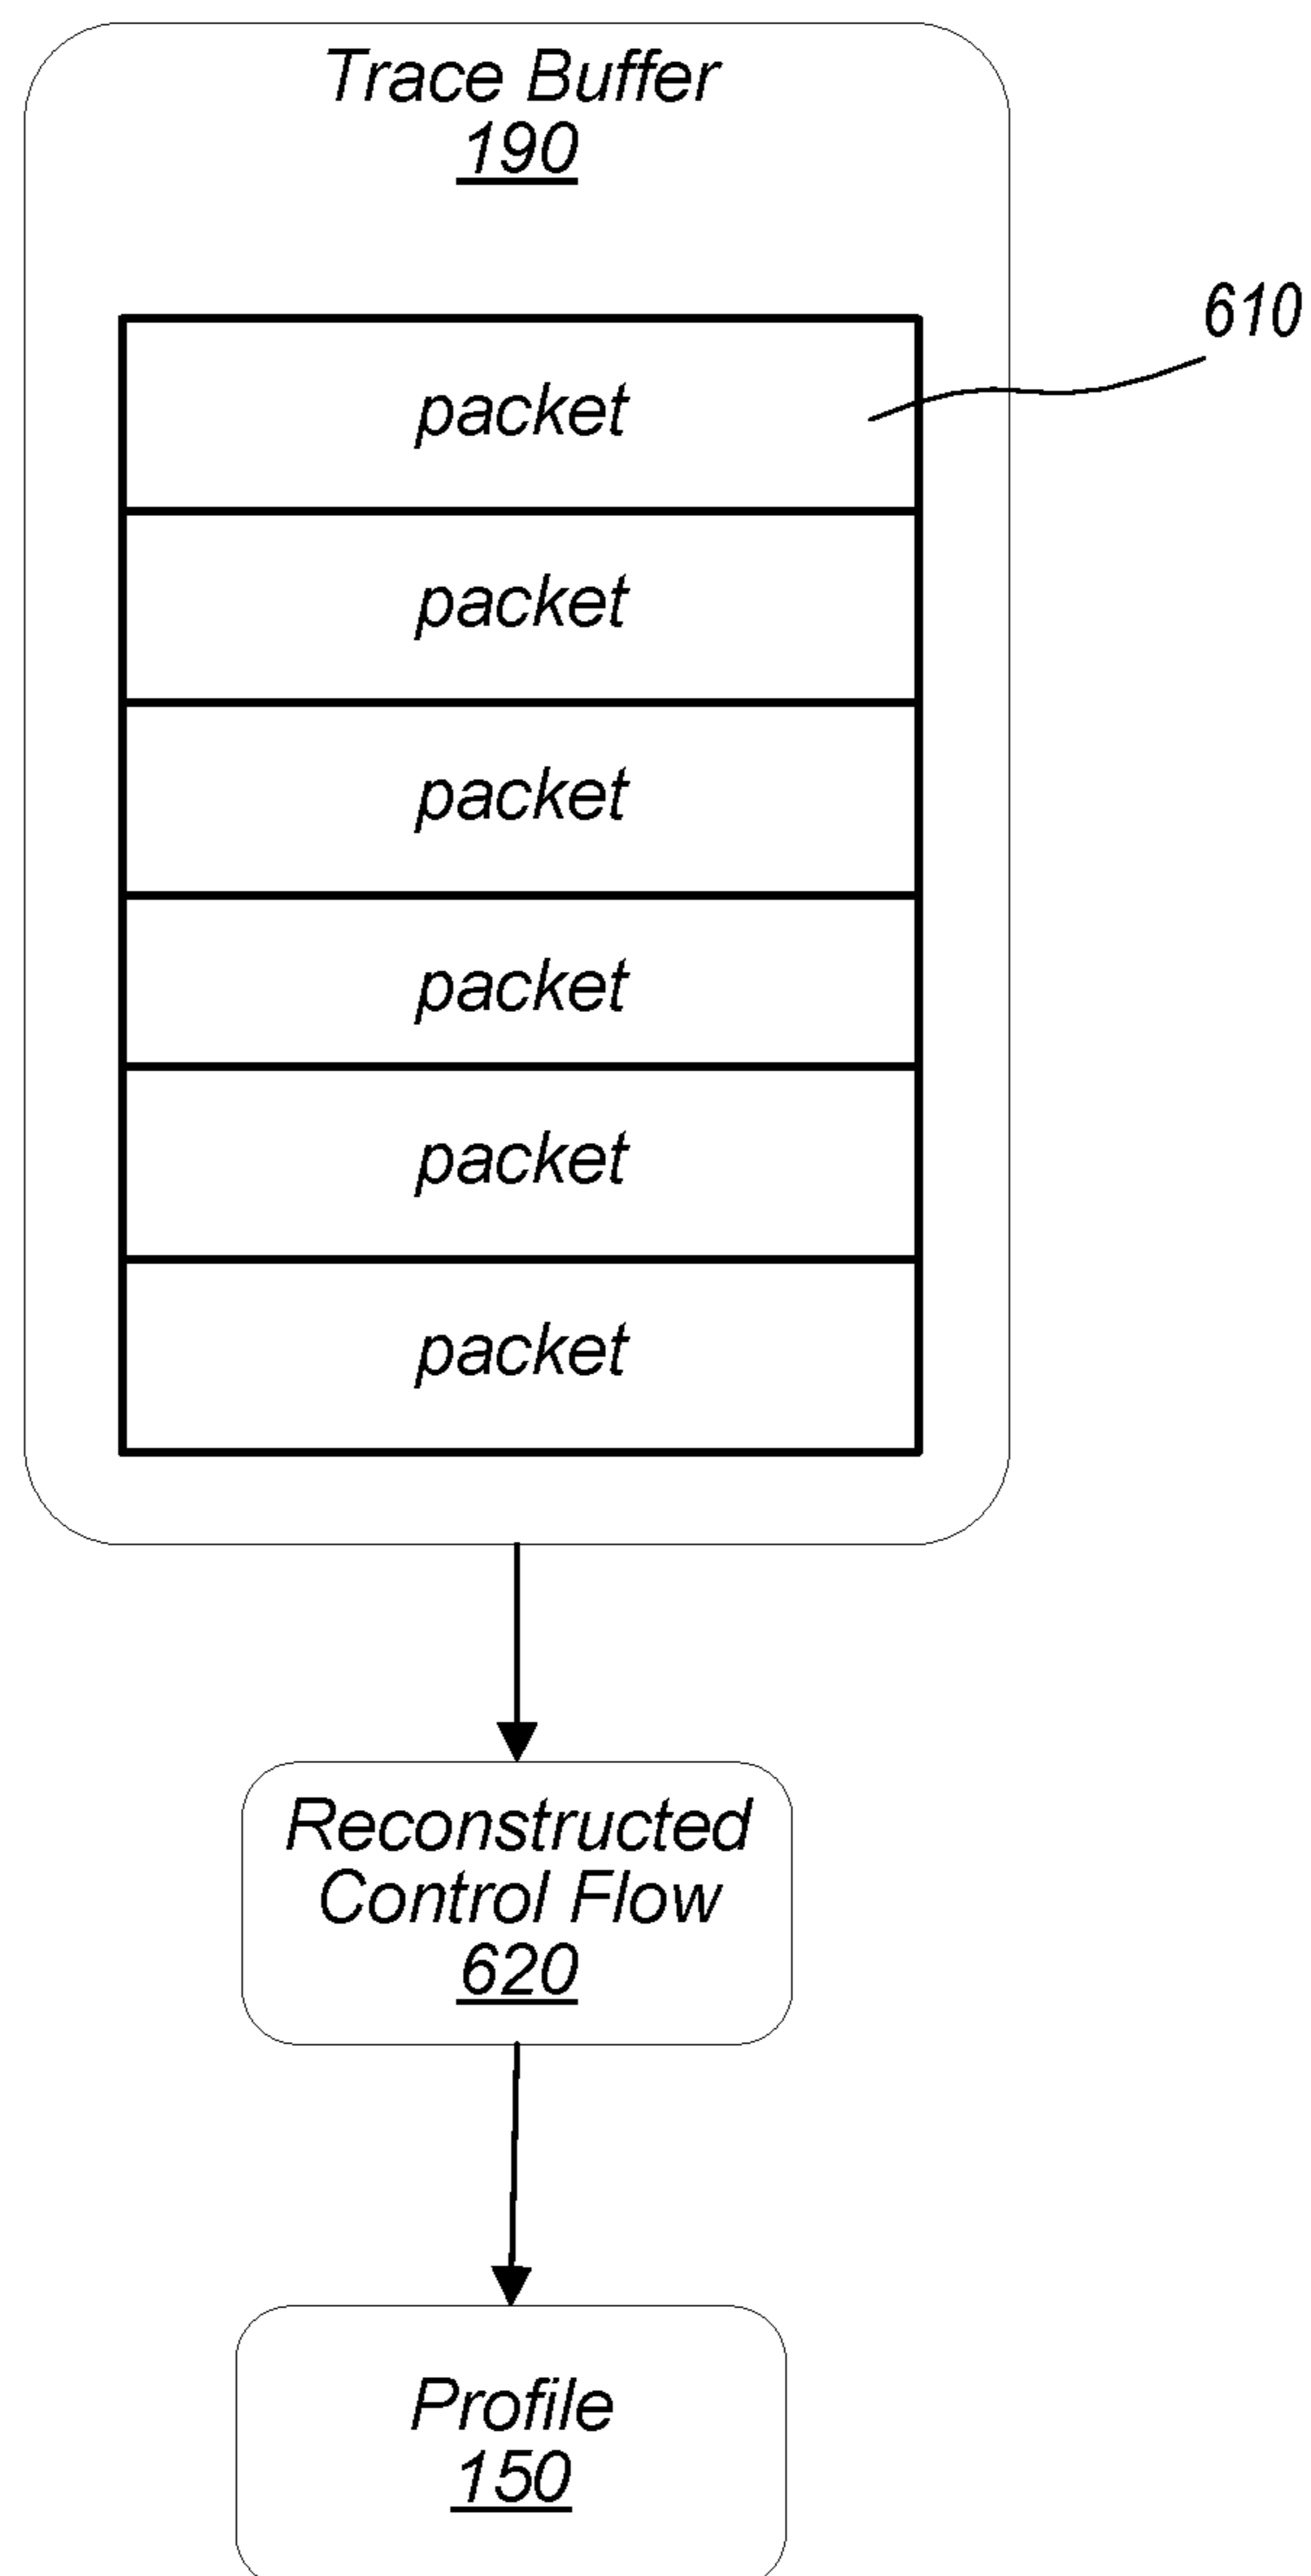 Trace Buffer
190
610
packet
packet
packet
packet
packet
packet
Reconstructed
Control Flow
620
Profile
150